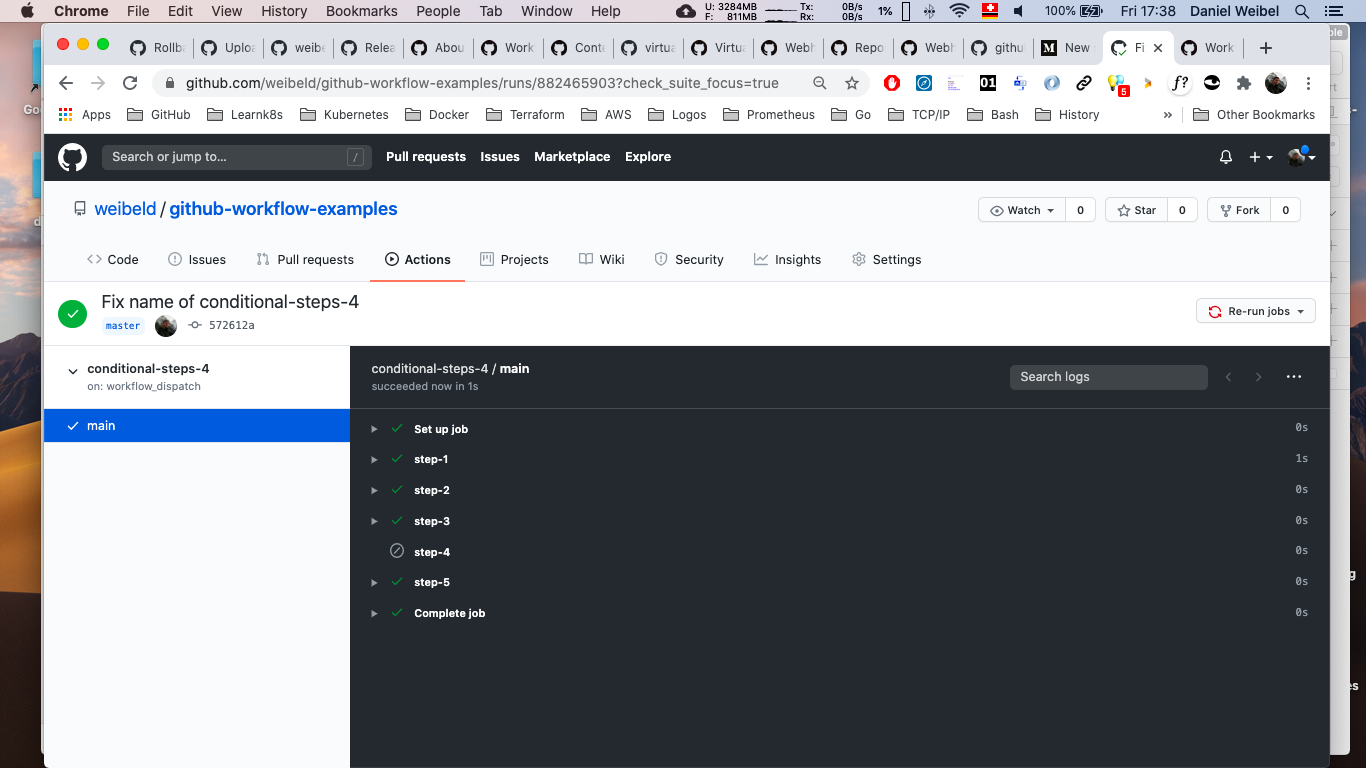 Chrome File Edit View History Bookmarks People Tab Window Help U: 3284MB F: 811MB Tx: Rx: 0B/s 0B/s 1% 100% Fri 17:38 Daniel Weibel
Rollba Uploa weibe Relea Abou Work Conte virtua Virtua Webh Repo Webh githu New Fi Work
github.com/weibeld/github-workflow-examples/runs/882465903?check_suite_focus=true
01 5 f?
Apps GitHub Learnk8s Kubernetes Docker Terraform AWS Logos Prometheus Go TCP/IP Bash History » Other Bookmarks
Search or jump to... / Pull requests Issues Marketplace Explore
weibeld / github-workflow-examples
Watch 0 Star 0 Fork 0
Code Issues Pull requests Actions Projects Wiki Security Insights Settings
Fix name of conditional-steps-4
master 572612a
Re-run jobs
conditional-steps-4
on: workflow_dispatch
main
conditional-steps-4 / main
succeeded now in 1s
Search logs
Set up job 0s
step-1 1s
step-2 0s
step-3 0s
step-4 0s
step-5 0s
Complete job 0s